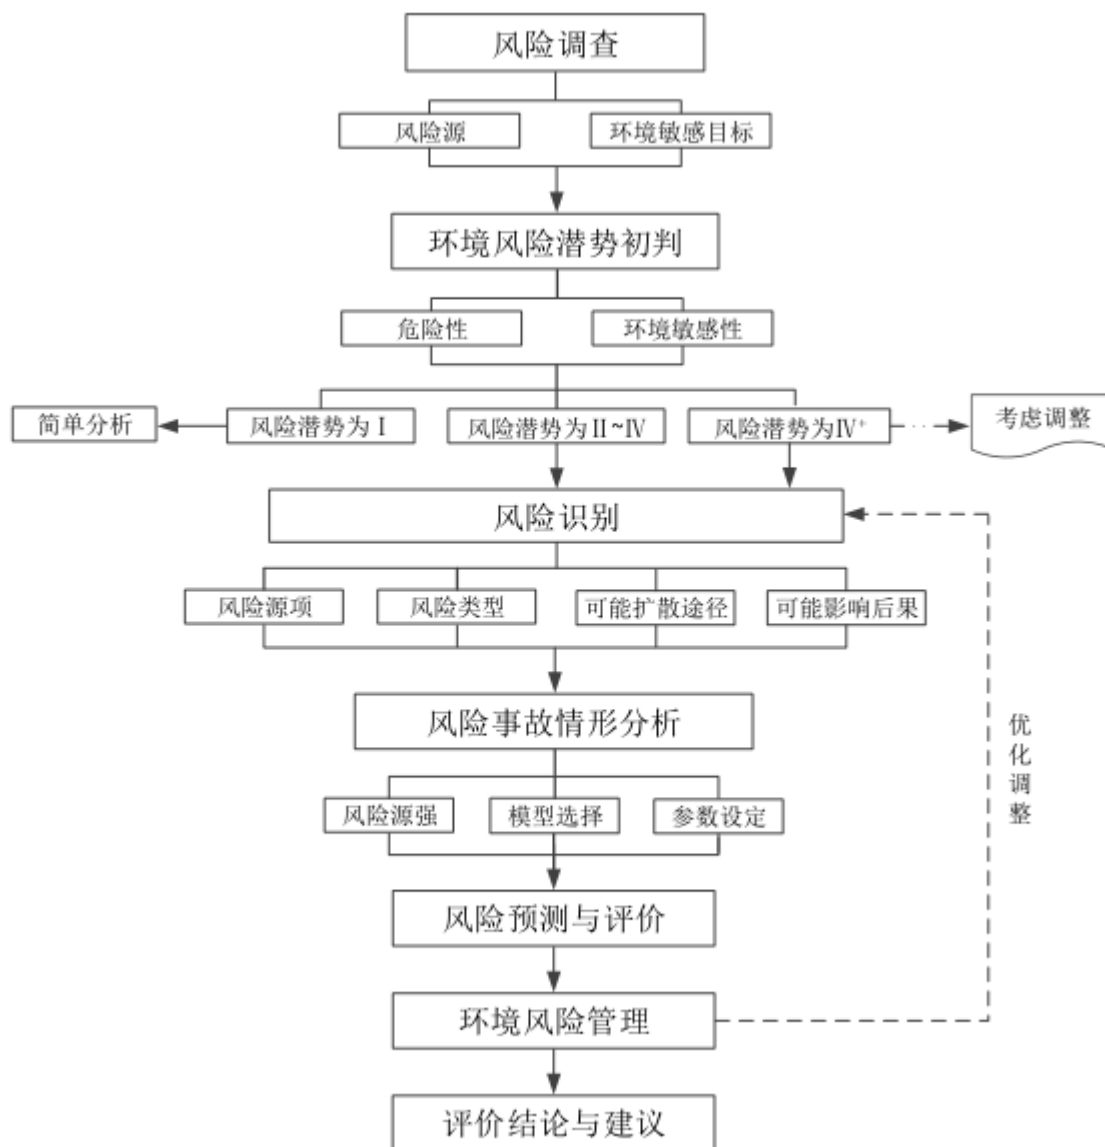 风险调查
风险源
环境敏感目标
环境风险潜势初判
危险性
环境敏感性
简单分析
风险潜势为Ⅰ
风险潜势为Ⅱ~Ⅳ
风险潜势为Ⅳ⁺
考虑调整
风险识别
风险源项
风险类型
可能扩散途径
可能影响后果
风险事故情形分析
优化调整
风险源强
模型选择
参数设定
风险预测与评价
环境风险管理
评价结论与建议